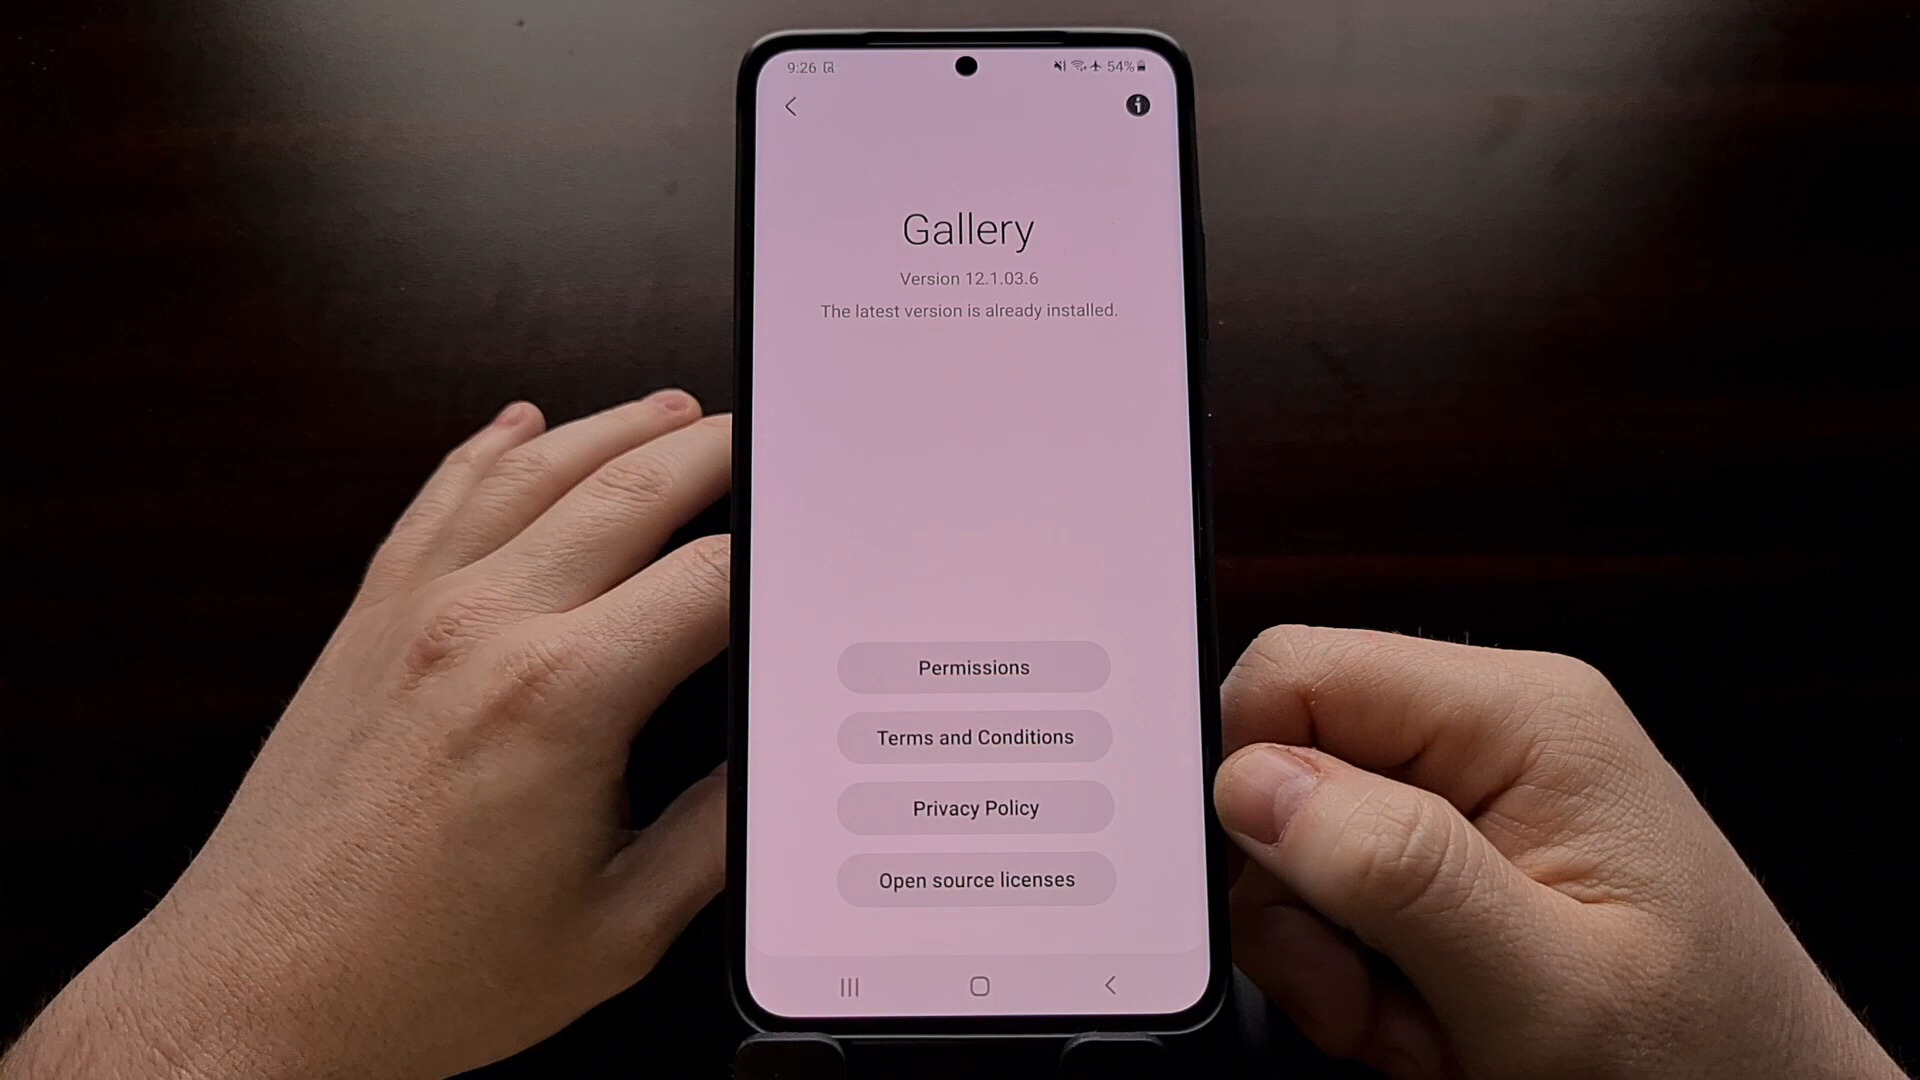 9:26
54%
Gallery
Version 12.1.03.6
The latest version is already installed.
Permissions
Terms and Conditions
Privacy Policy
Open source licenses